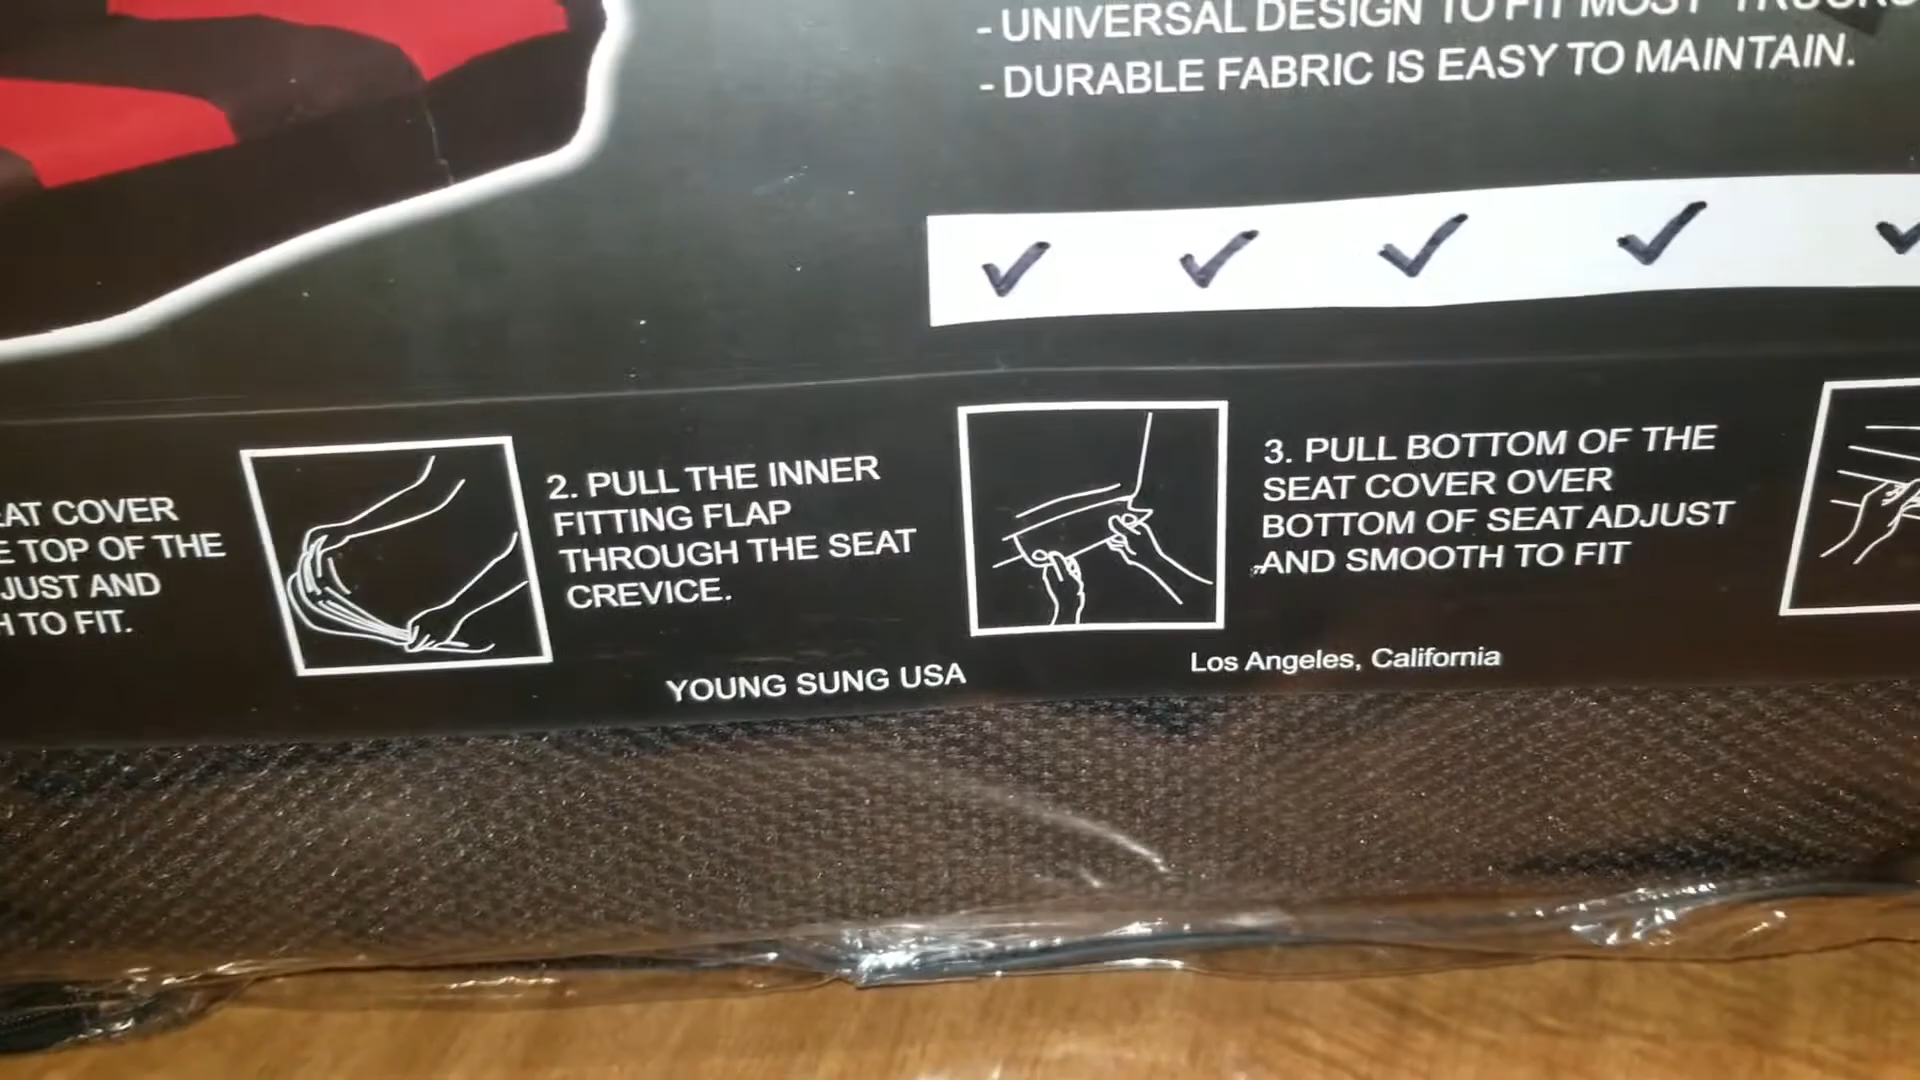 - UNIVERSAL DESIGN TO FIT MOST TRUCKS
- DURABLE FABRIC IS EASY TO MAINTAIN.
COVER
TOP OF THE
AND
TO FIT.
2. PULL THE INNER
FITTING FLAP
THROUGH THE SEAT
CREVICE.
3. PULL BOTTOM OF THE
SEAT COVER OVER
BOTTOM OF SEAT ADJUST
AND SMOOTH TO FIT
YOUNG SUNG USA
Los Angeles, California